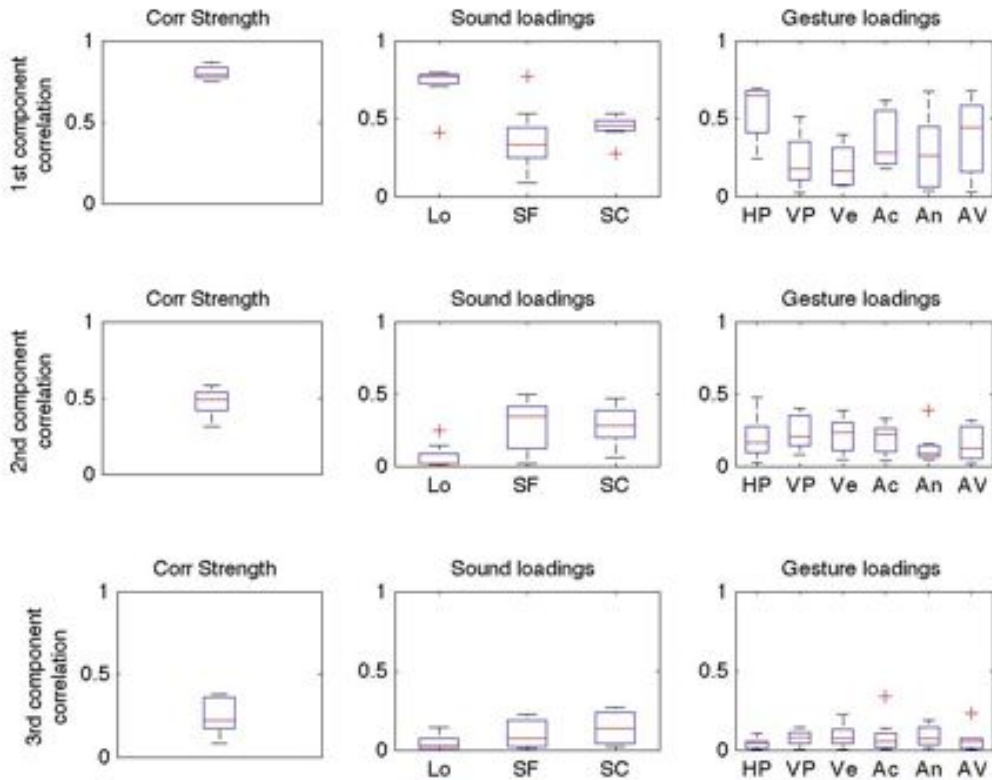 Corr Strength Sound loadings Gesture loadings
1st component
correlation
1 1 1
0.5 0.5 0.5
0 0 0
Lo SF SC HP VP Ve Ac An AV
Corr Strength Sound loadings Gesture loadings
2nd component
correlation
1 1 1
0.5 0.5 0.5
0 0 0
Lo SF SC HP VP Ve Ac An AV
Corr Strength Sound loadings Gesture loadings
3rd component
correlation
1 1 1
0.5 0.5 0.5
0 0 0
Lo SF SC HP VP Ve Ac An AV